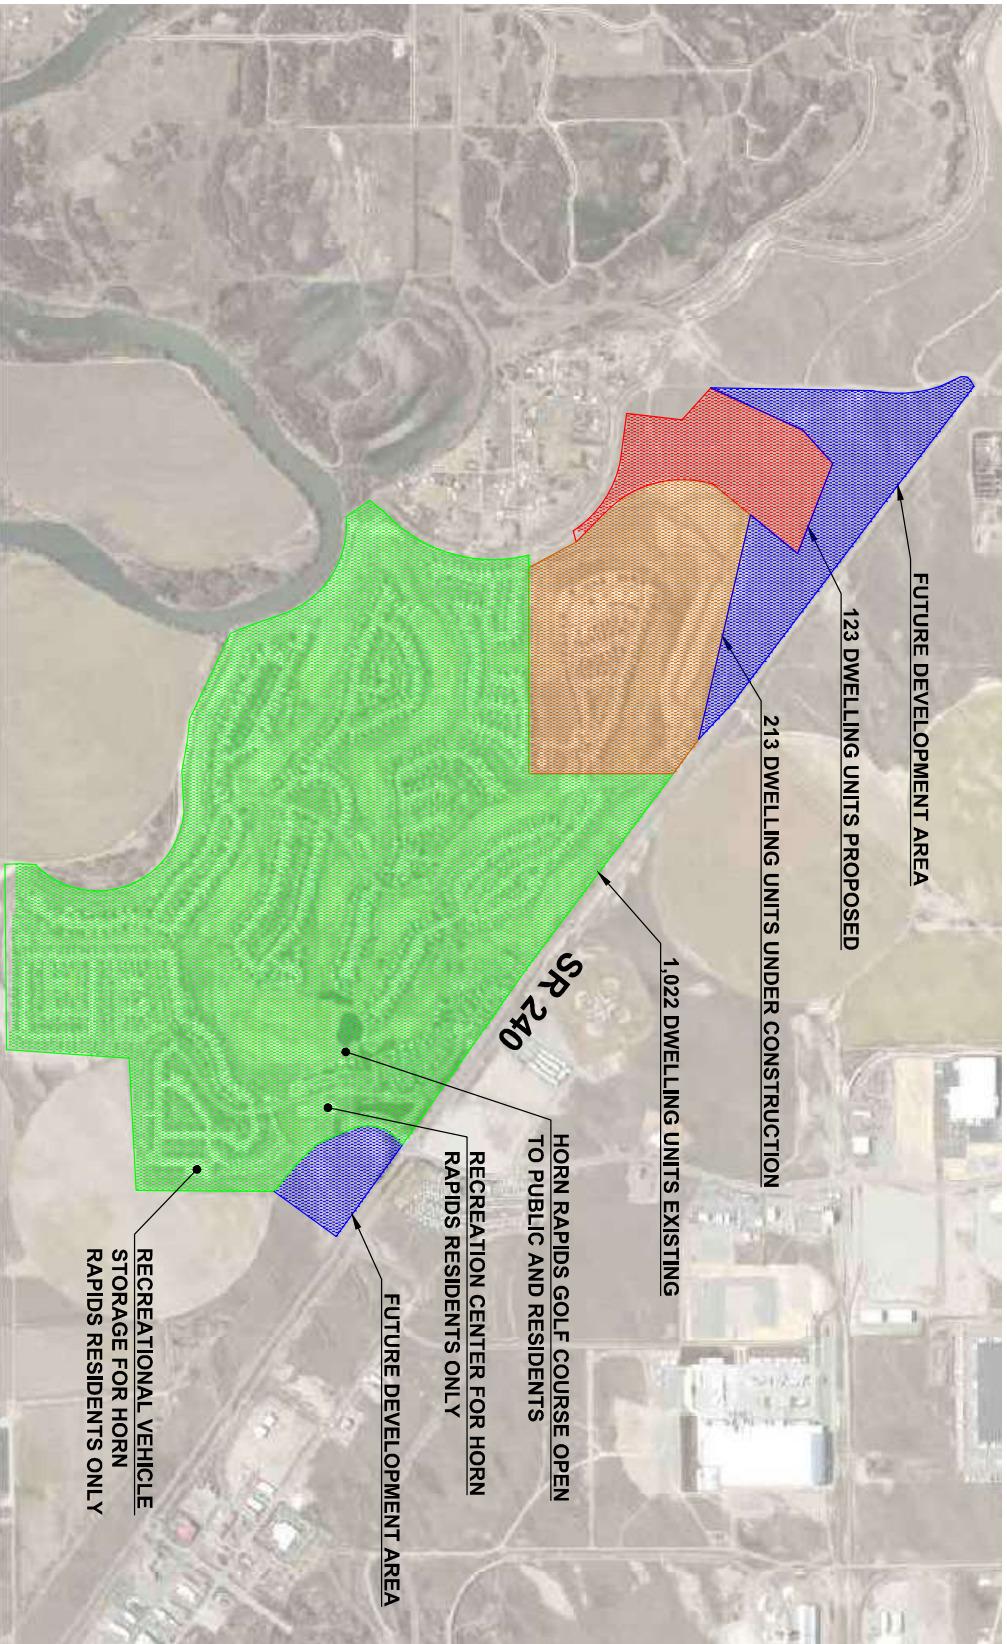 FUTURE DEVELOPMENT AREA
123 DWELLING UNITS PROPOSED
213 DWELLING UNITS UNDER CONSTRUCTION
1,022 DWELLING UNITS EXISTING
SR 240
HORN RAPIDS GOLF COURSE OPEN
TO PUBLIC AND RESIDENTS
RECREATION CENTER FOR HORN
RAPIDS RESIDENTS ONLY
FUTURE DEVELOPMENT AREA
RECREATIONAL VEHICLE
STORAGE FOR HORN
RAPIDS RESIDENTS ONLY